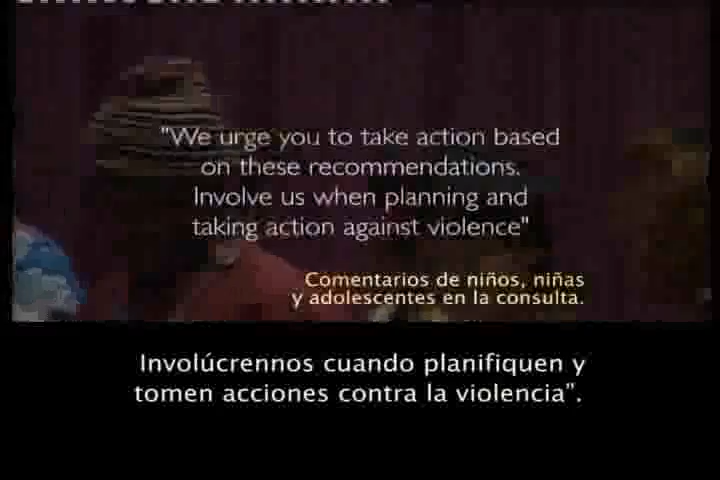 "We urge you to take action based
on these recommendations.
Involve us when planning and
taking action against violence"
Comentarios de niños, niñas
y adolescentes en la consulta.
Involúcrennos cuando planifiquen y
tomen acciones contra la violencia".